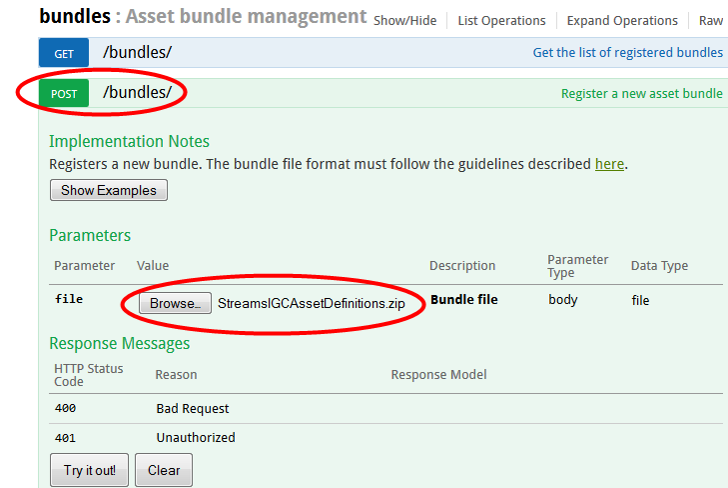 bundles : Asset bundle management Show/Hide List Operations Expand Operations Raw
GET /bundles/ Get the list of registered bundles
POST /bundles/ Register a new asset bundle
Implementation Notes
Registers a new bundle. The bundle file format must follow the guidelines described here.
Show Examples
Parameters
Parameter Value Description Parameter Type Data Type
file Browse... StreamsIGCAssetDefinitions.zip Bundle file body file
Response Messages
HTTP Status Code Reason Response Model
400 Bad Request
401 Unauthorized
Try it out! Clear